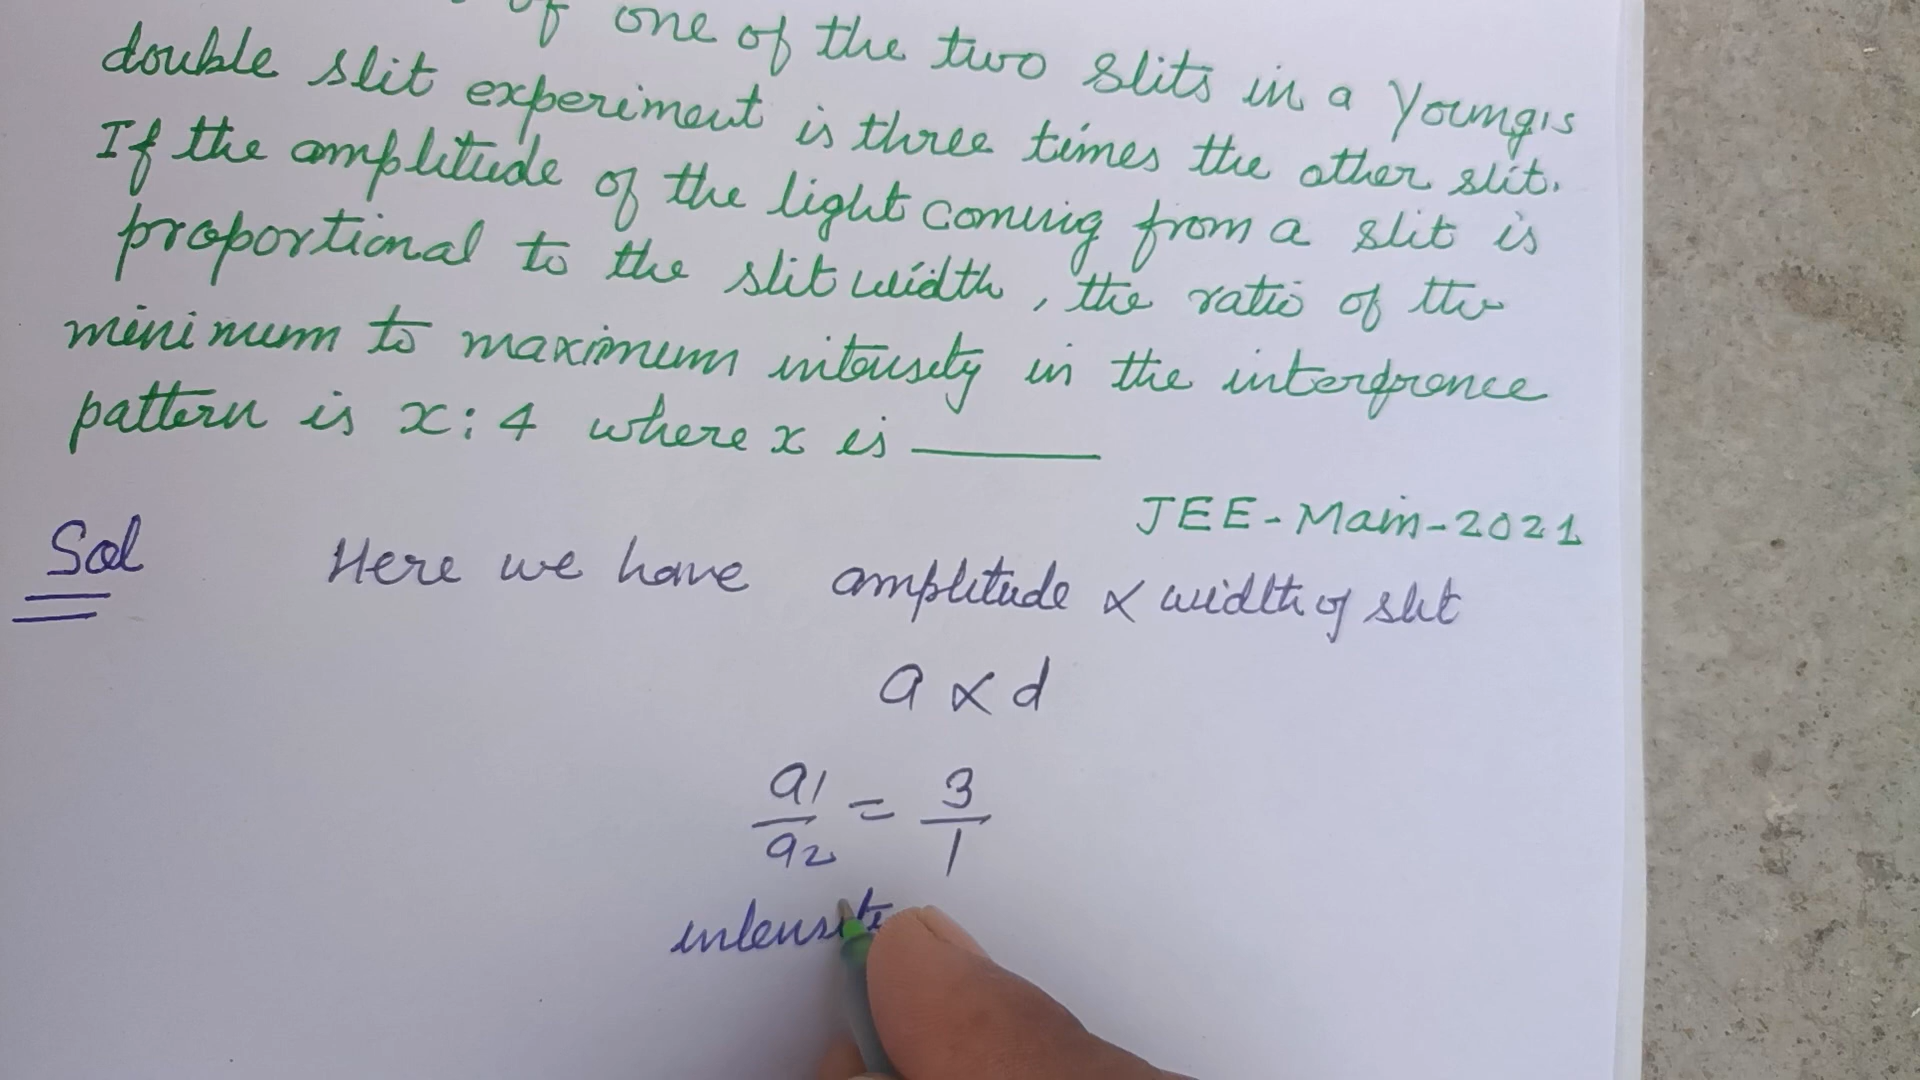 of one of the two slits in a Young's
double slit experiment is three times the other slit.
If the amplitude of the light coming from a slit is
proportional to the slit width, the ratio of the
minimum to maximum intensity in the interference
pattern is x : 4 where x is ______
JEE-Main-2021
Sol Here we have amplitude ∝ width of slit
a ∝ d
a1/a2 = 3/1